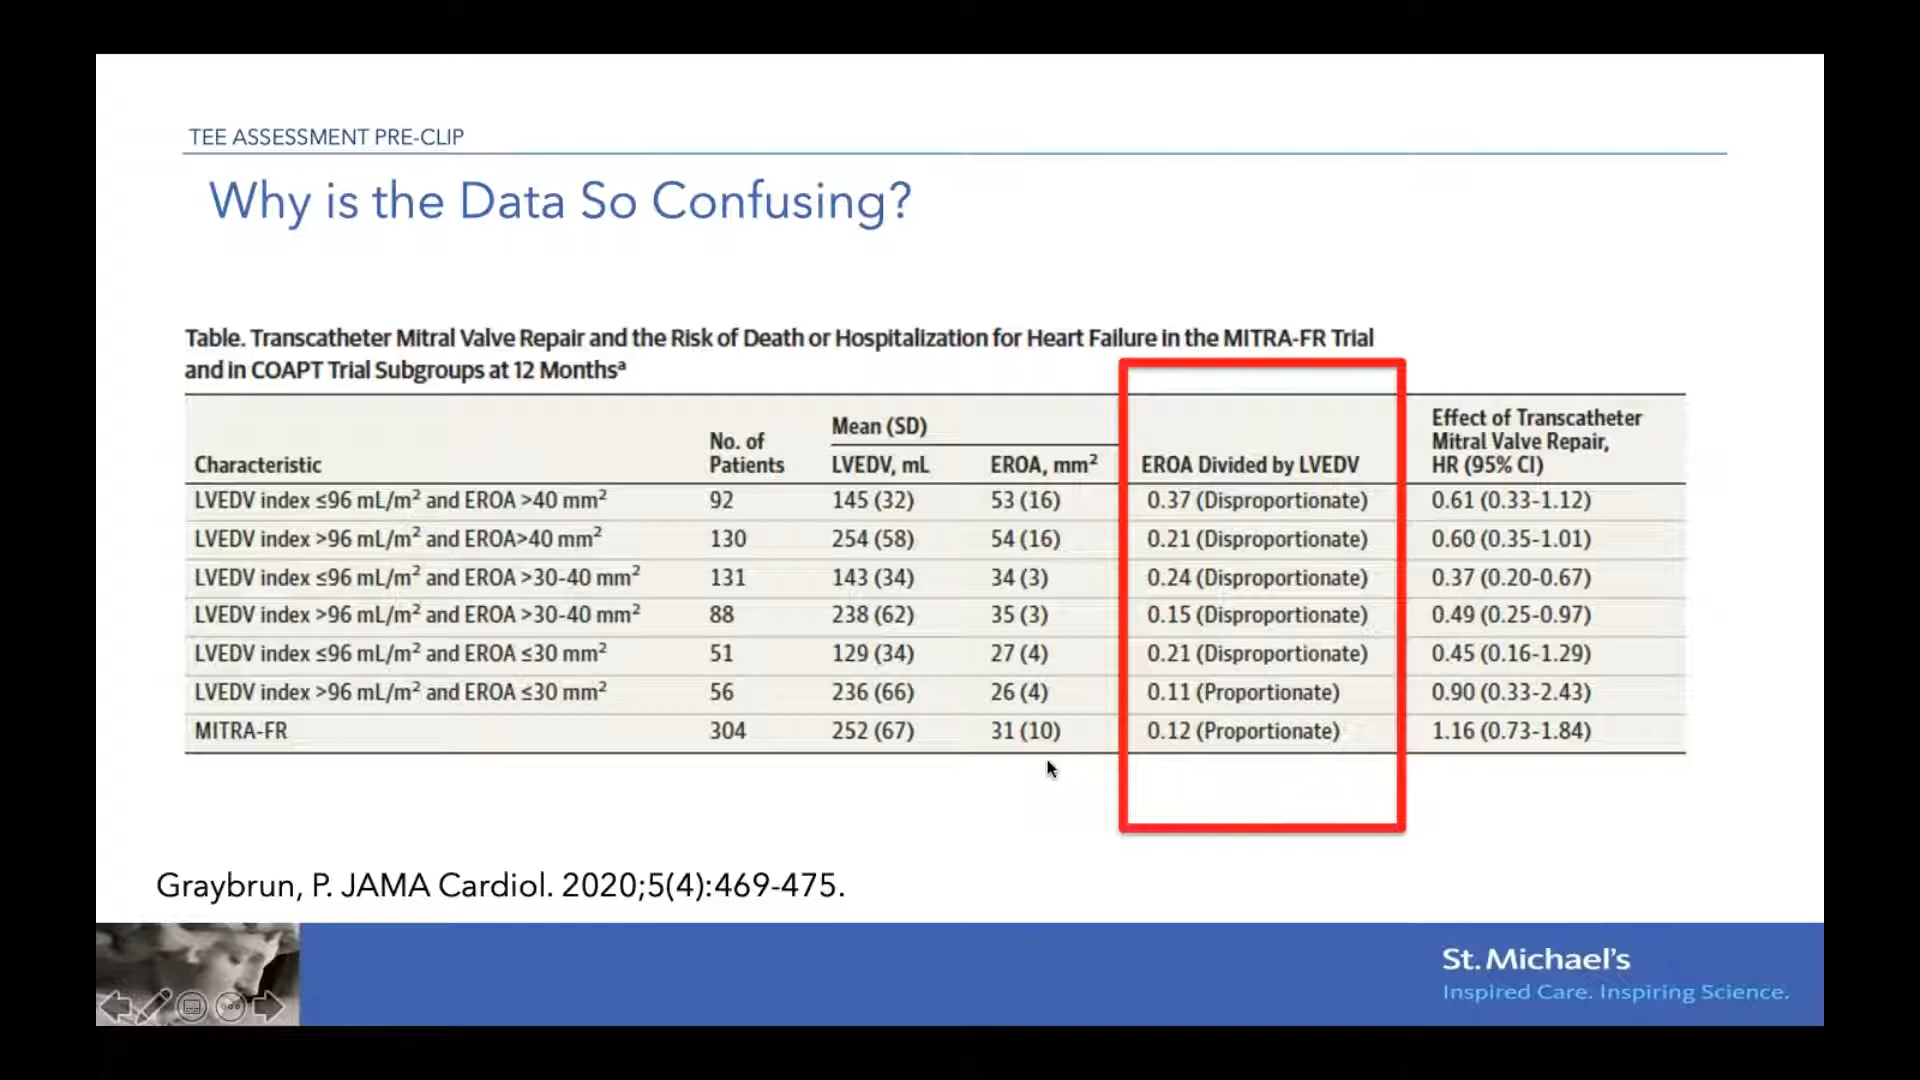 TEE ASSESSMENT PRE-CLIP
Why is the Data So Confusing?
Table. Transcatheter Mitral Valve Repair and the Risk of Death or Hospitalization for Heart Failure in the MITRA-FR Trial
and in COAPT Trial Subgroups at 12 Monthsᵃ
Characteristic No. of Patients Mean (SD) LVEDV, mL EROA, mm² EROA Divided by LVEDV Effect of Transcatheter Mitral Valve Repair, HR (95% CI)
LVEDV index ≤96 mL/m² and EROA >40 mm² 92 145 (32) 53 (16) 0.37 (Disproportionate) 0.61 (0.33-1.12)
LVEDV index >96 mL/m² and EROA>40 mm² 130 254 (58) 54 (16) 0.21 (Disproportionate) 0.60 (0.35-1.01)
LVEDV index ≤96 mL/m² and EROA >30-40 mm² 131 143 (34) 34 (3) 0.24 (Disproportionate) 0.37 (0.20-0.67)
LVEDV index >96 mL/m² and EROA >30-40 mm² 88 238 (62) 35 (3) 0.15 (Disproportionate) 0.49 (0.25-0.97)
LVEDV index ≤96 mL/m² and EROA ≤30 mm² 51 129 (34) 27 (4) 0.21 (Disproportionate) 0.45 (0.16-1.29)
LVEDV index >96 mL/m² and EROA ≤30 mm² 56 236 (66) 26 (4) 0.11 (Proportionate) 0.90 (0.33-2.43)
MITRA-FR 304 252 (67) 31 (10) 0.12 (Proportionate) 1.16 (0.73-1.84)
Graybrun, P. JAMA Cardiol. 2020;5(4):469-475.
St. Michael's
Inspired Care. Inspiring Science.